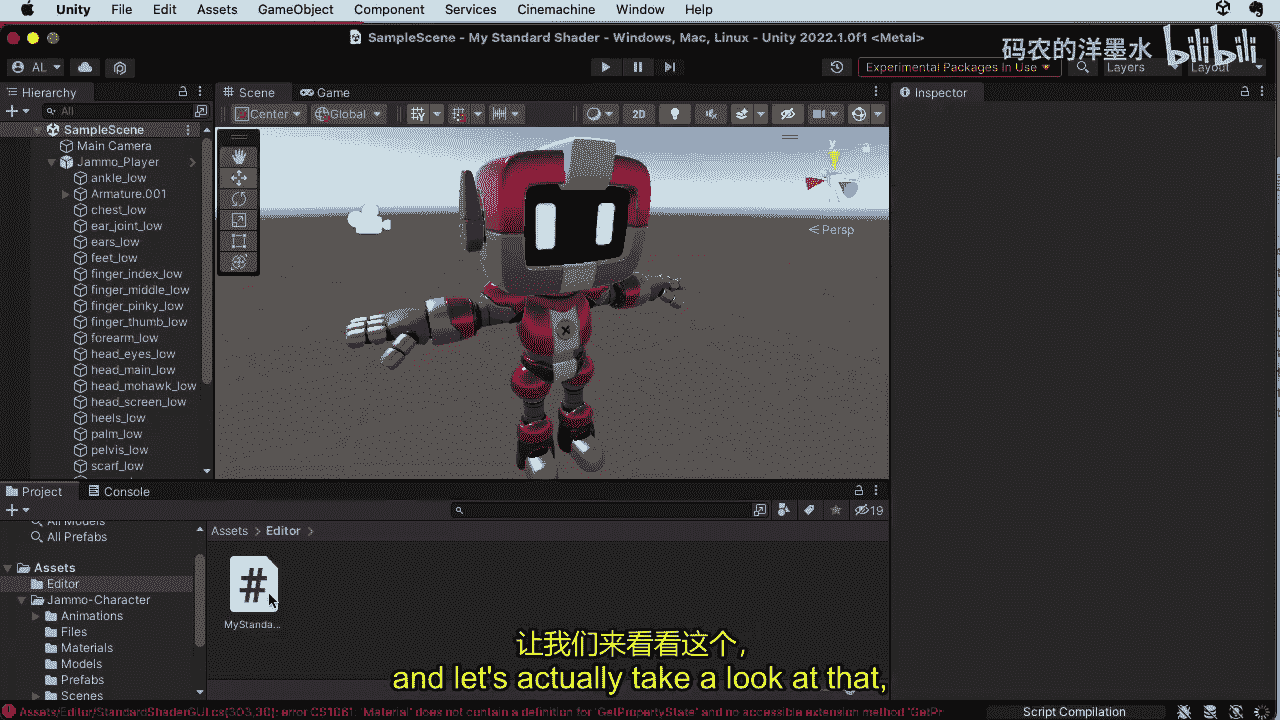 Unity File Edit Assets GameObject Component Services Cinemachine Window Help
SampleScene - My Standard Shader - Windows, Mac, Linux - Unity 2022.1.0f1 <Metal>
码农的洋墨水 bilibili
AL Experimental Packages In Use Layers Layout
Hierarchy Scene Game Inspector
All Center Global 2D
SampleScene
Main Camera
Jammo_Player
ankle_low
Armature.001
chest_low
ear_joint_low
ears_low
feet_low
finger_index_low
finger_middle_low
finger_pinky_low
finger_thumb_low
forearm_low
head_eyes_low
head_main_low
head_mohawk_low
head_screen_low
heels_low
palm_low
pelvis_low
scarf_low
y
Persp
Project Console
19
All Models
All Prefabs
Assets
Editor
Jammo-Character
Animations
Files
Materials
Models
Prefabs
Scenes
Assets > Editor >
#
MyStanda...
让我们来看看这个，
and let's actually take a look at that,
Assets/Editor/StandardShaderGUI.cs(303,30): error CS1061: 'Material' does not contain a definition for 'GetPropertyState' and no accessible extension method 'GetPr
Script Compilation